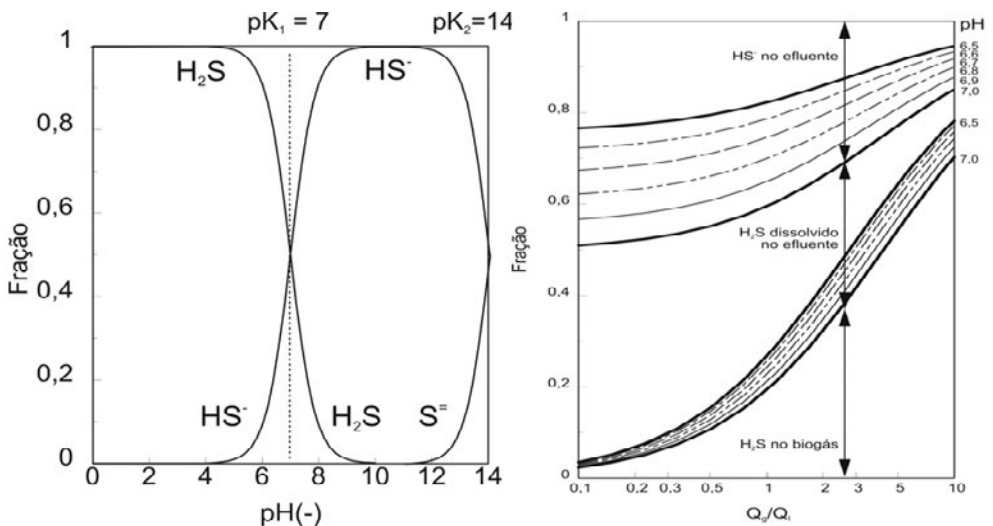 pK₁ = 7
pK₂=14
1
H₂S
HS⁻
0,8
0,6
Fração
0,4
0,2
HS⁻
H₂S
S⁼
0
0
2
4
6
8
10
12
14
pH(-)
pH
1
HS⁻ no efluente
6.5
6.6
6.7
6.8
6,9
7.0
6.5
7.0
0,8
0,6
H₂S dissolvido
no efluente
Fração
0,4
0,2
H₂S no biogás
0
0.1
0,2
0.3
0.5
1
2
3
5
10
Qg/Ql